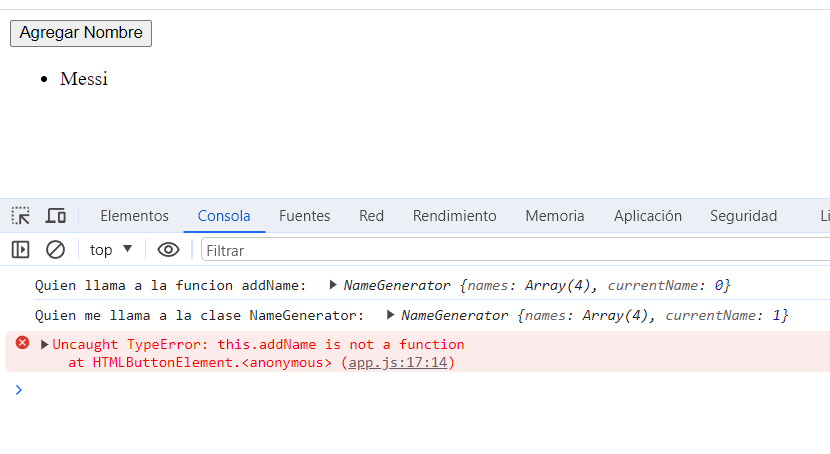 Agregar Nombre
• Messi
Elementos Consola Fuentes Red Rendimiento Memoria Aplicación Seguridad Li
top ▼ Filtrar
Quien llama a la funcion addName: ▶ NameGenerator {names: Array(4), currentName: 0}
Quien me llama a la clase NameGenerator: ▶ NameGenerator {names: Array(4), currentName: 1}
▶ Uncaught TypeError: this.addName is not a function
at HTMLButtonElement.<anonymous> (app.js:17:14)
>